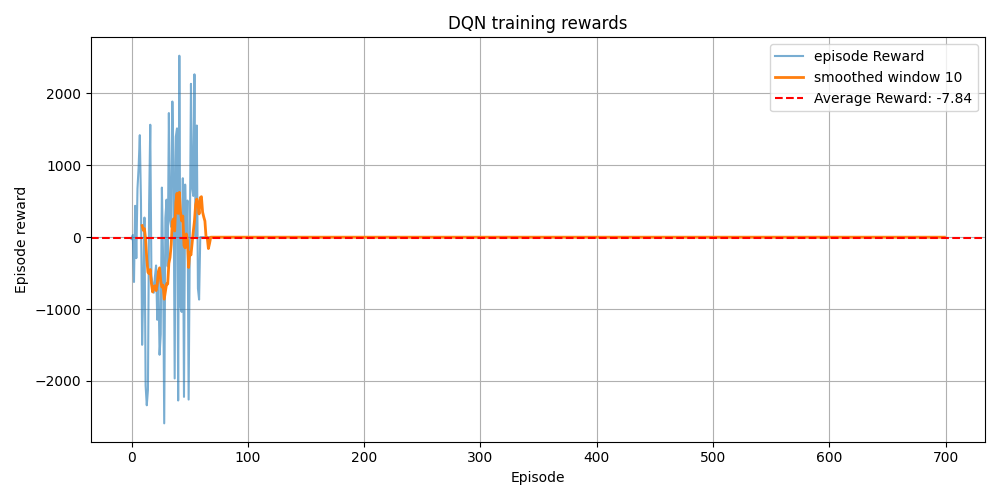 DQN training rewards
episode Reward
smoothed window 10
Average Reward: -7.84
Episode reward
2000
1000
0
−1000
−2000
0
100
200
300
400
500
600
700
Episode